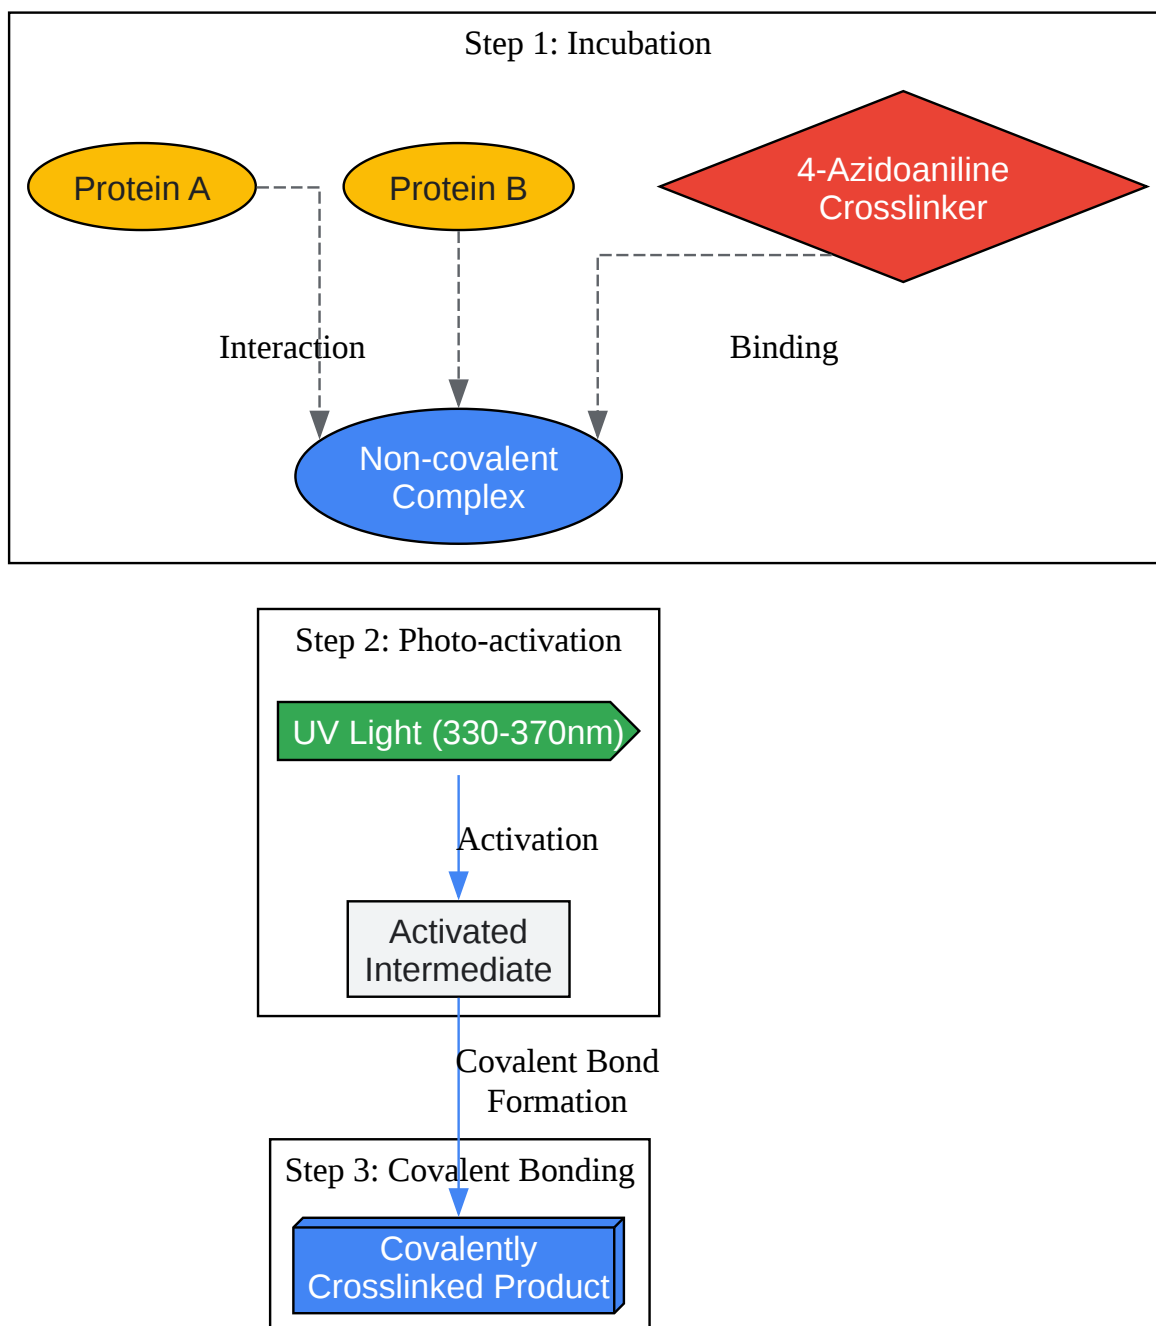 Step 1: Incubation
Protein A
Protein B
4-Azidoaniline
Crosslinker
Interaction
Binding
Non-covalent
Complex
Step 2: Photo-activation
UV Light (330-370nm)
Activation
Activated
Intermediate
Covalent Bond
Formation
Step 3: Covalent Bonding
Covalently
Crosslinked Product